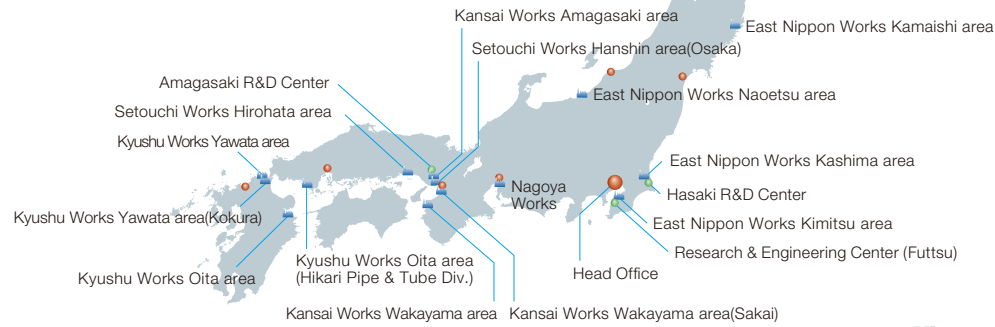 Kansai Works Amagasaki area
East Nippon Works Kamaishi area
Setouchi Works Hanshin area(Osaka)
Amagasaki R&D Center
East Nippon Works Naoetsu area
Setouchi Works Hirohata area
Kyushu Works Yawata area
East Nippon Works Kashima area
Nagoya
Works
Hasaki R&D Center
Kyushu Works Yawata area(Kokura)
East Nippon Works Kimitsu area
Research & Engineering Center (Futtsu)
Kyushu Works Oita area
(Hikari Pipe & Tube Div.)
Head Office
Kyushu Works Oita area
Kansai Works Wakayama area
Kansai Works Wakayama area(Sakai)